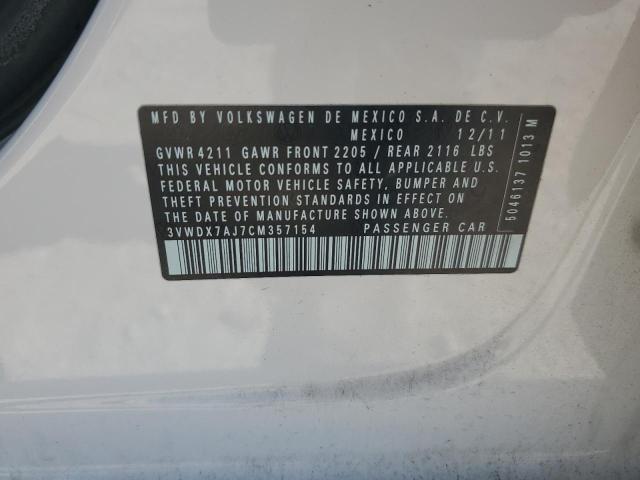 MFD BY VOLKSWAGEN DE MEXICO S.A. DE C.V.
MEXICO 12/11
GVWR 4211 GAWR FRONT 2205 / REAR 2116 LBS
THIS VEHICLE CONFORMS TO ALL APPLICABLE U.S.
FEDERAL MOTOR VEHICLE SAFETY, BUMPER AND
THEFT PREVENTION STANDARDS IN EFFECT ON
THE DATE OF MANUFACTURE SHOWN ABOVE.
3VWDX7AJ7CM357154 PASSENGER CAR
5046137 1013 M